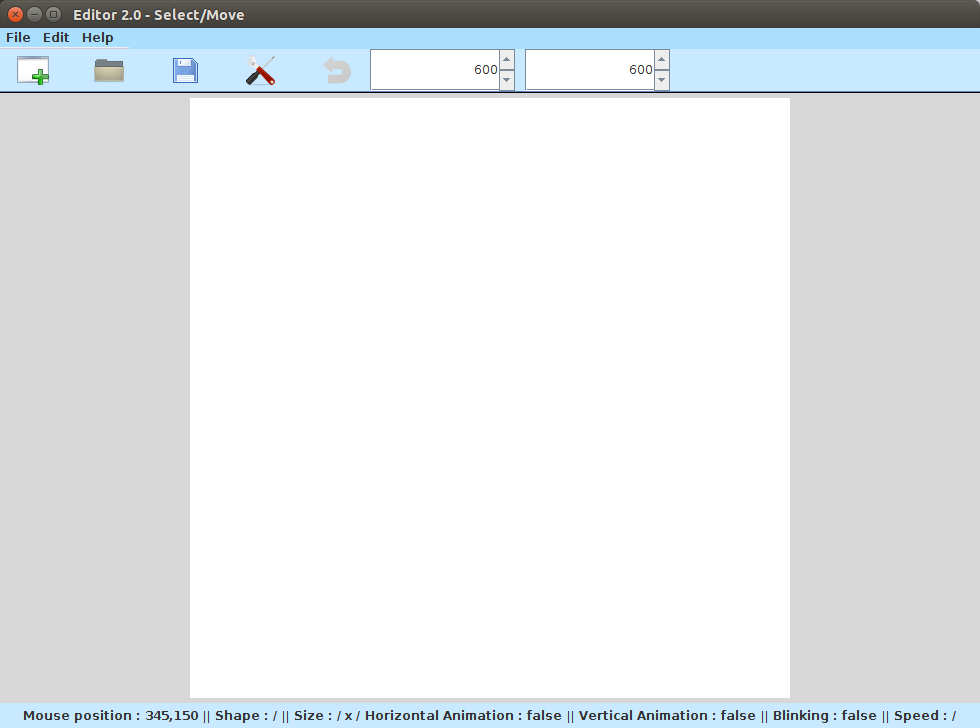 Editor 2.0 - Select/Move
File Edit Help
600 600
Mouse position : 345,150 || Shape : / || Size : / x / Horizontal Animation : false || Vertical Animation : false || Blinking : false || Speed : /